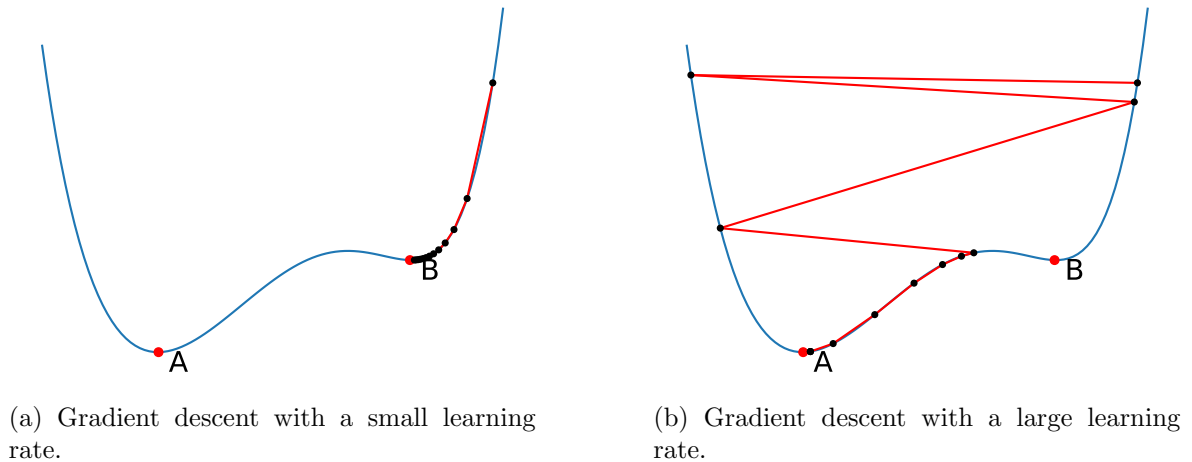 B
A
(a) Gradient descent with a small learning
rate.
B
A
(b) Gradient descent with a large learning
rate.